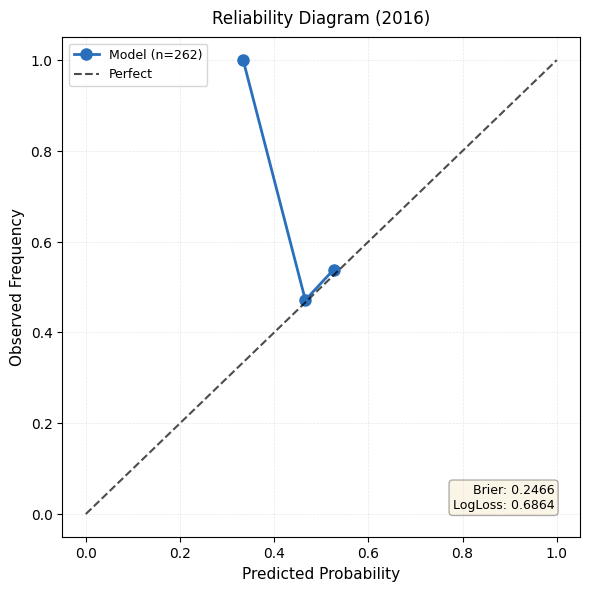 Reliability Diagram (2016)
Model (n=262)
Perfect
Observed Frequency
1.0
0.8
0.6
0.4
0.2
0.0
Brier: 0.2466
LogLoss: 0.6864
0.0 0.2 0.4 0.6 0.8 1.0
Predicted Probability